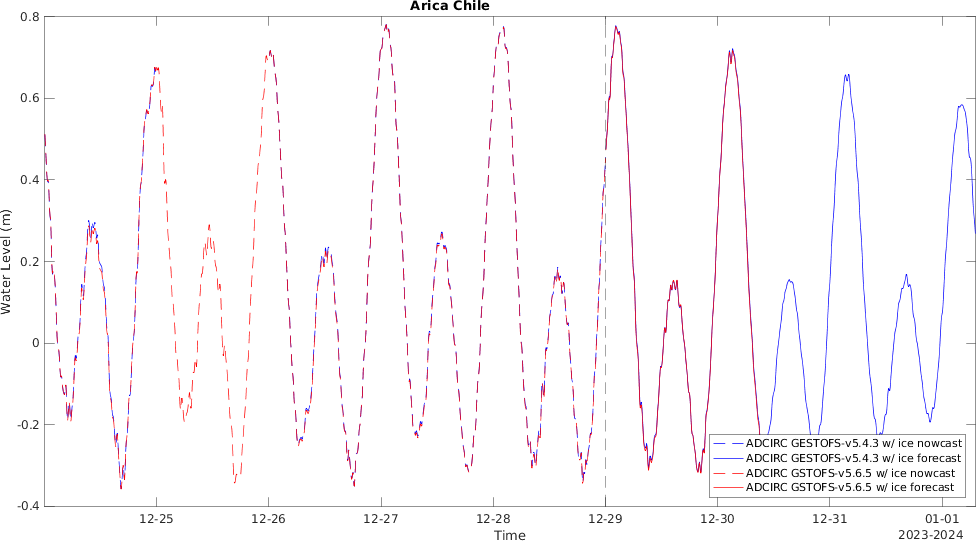 Arica Chile
0.8
0.6
0.4
0.2
0
-0.2
-0.4
Water Level (m)
ADCIRC GESTOFS-v5.4.3 w/ ice nowcast
ADCIRC GESTOFS-v5.4.3 w/ ice forecast
ADCIRC GSTOFS-v5.6.5 w/ ice nowcast
ADCIRC GSTOFS-v5.6.5 w/ ice forecast
12-25
12-26
12-27
12-28
12-29
12-30
12-31
01-01
Time
2023-2024